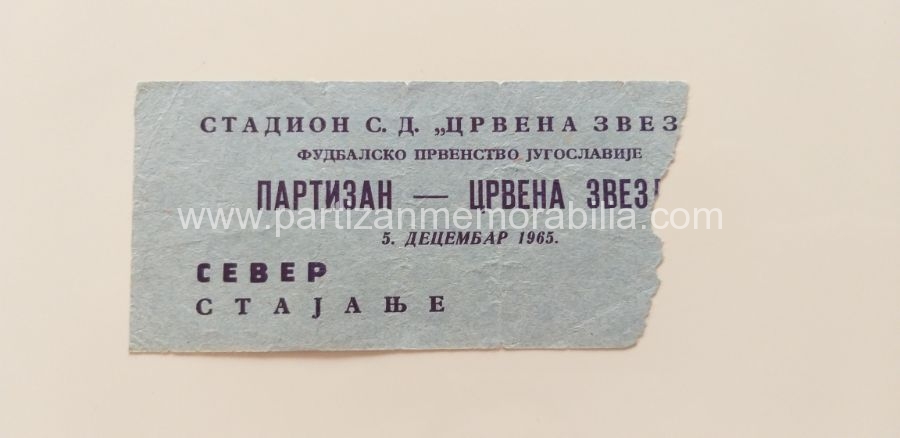 СТАДИОН С. Д. „ЦРВЕНА ЗВЕЗ
ФУДБАЛСКО ПРВЕНСТВО ЈУГОСЛАВИЈЕ
ПАРТИЗАН — ЦРВЕНА ЗВЕЗ
www.partizanmemorabilia.com
5. ДЕЦЕМБАР 1965.
СЕВЕР
СТАЈАЊЕ